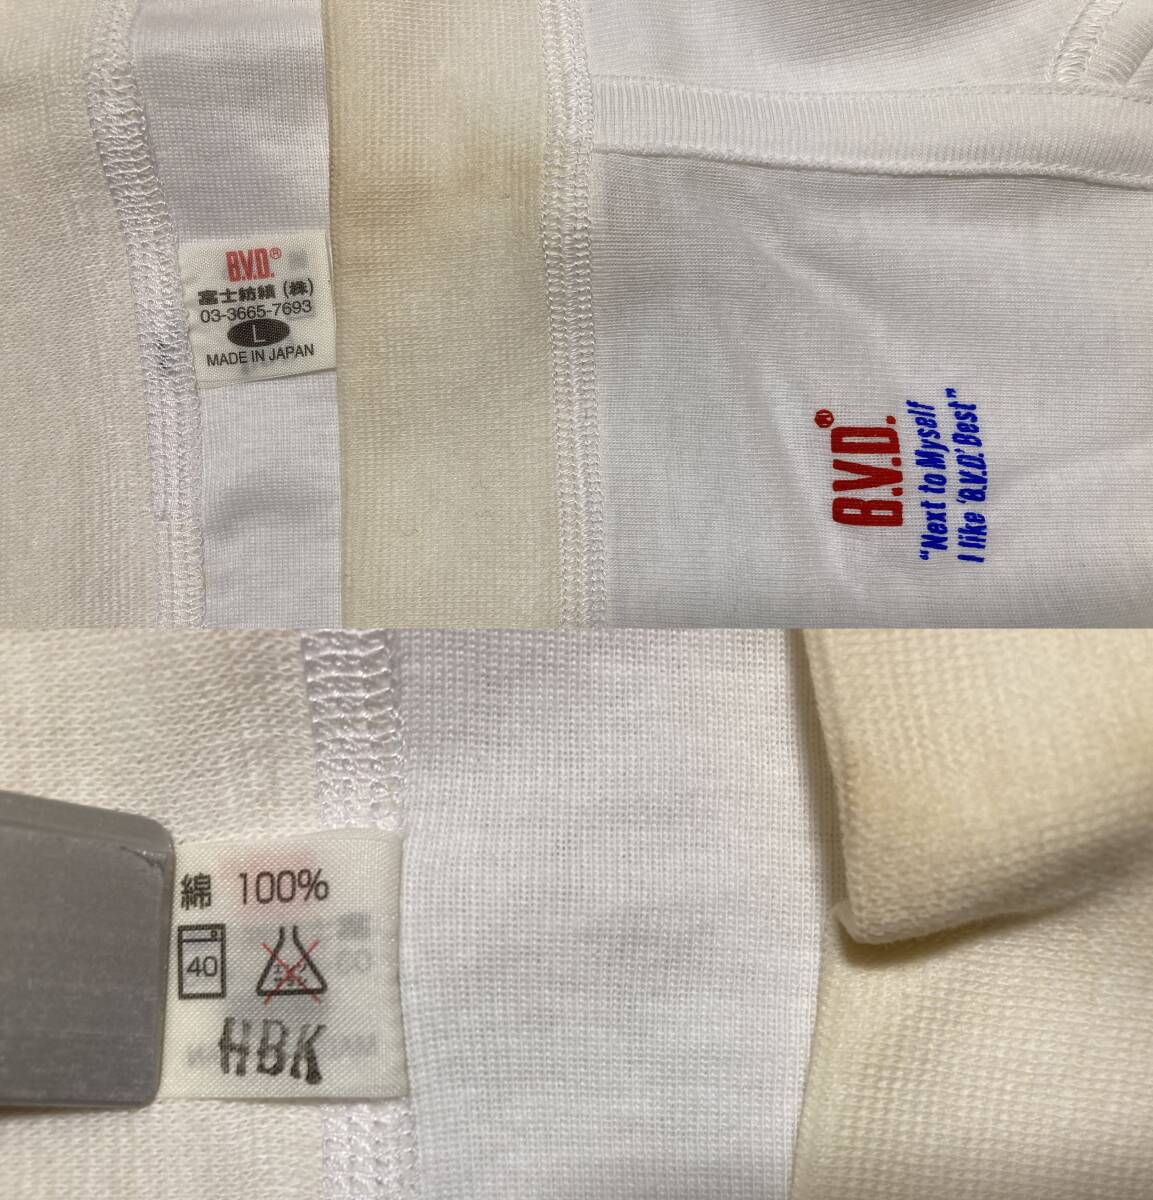 B.V.D.®
富士紡績(株)
03-3665-7693
L
MADE IN JAPAN
B.V.D.®
"Next to Myself
I like 'B.V.D.' Best"
綿 100%
40
HBK